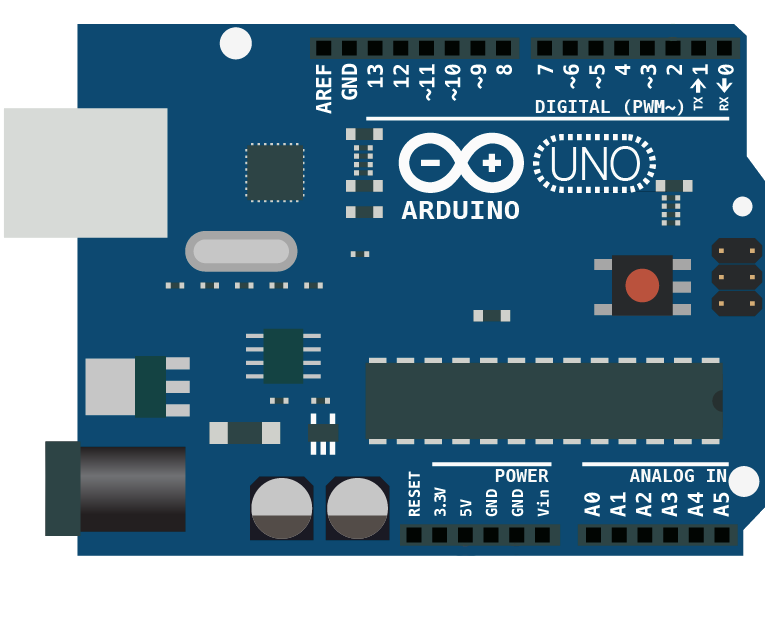 AREF GND 13 12 ~11 ~10 ~9 8 7 ~6 ~5 4 ~3 2 TX→1 RX←0
DIGITAL (PWM~)
UNO
ARDUINO
POWER ANALOG IN
RESET 3.3V 5V GND GND Vin A0 A1 A2 A3 A4 A5